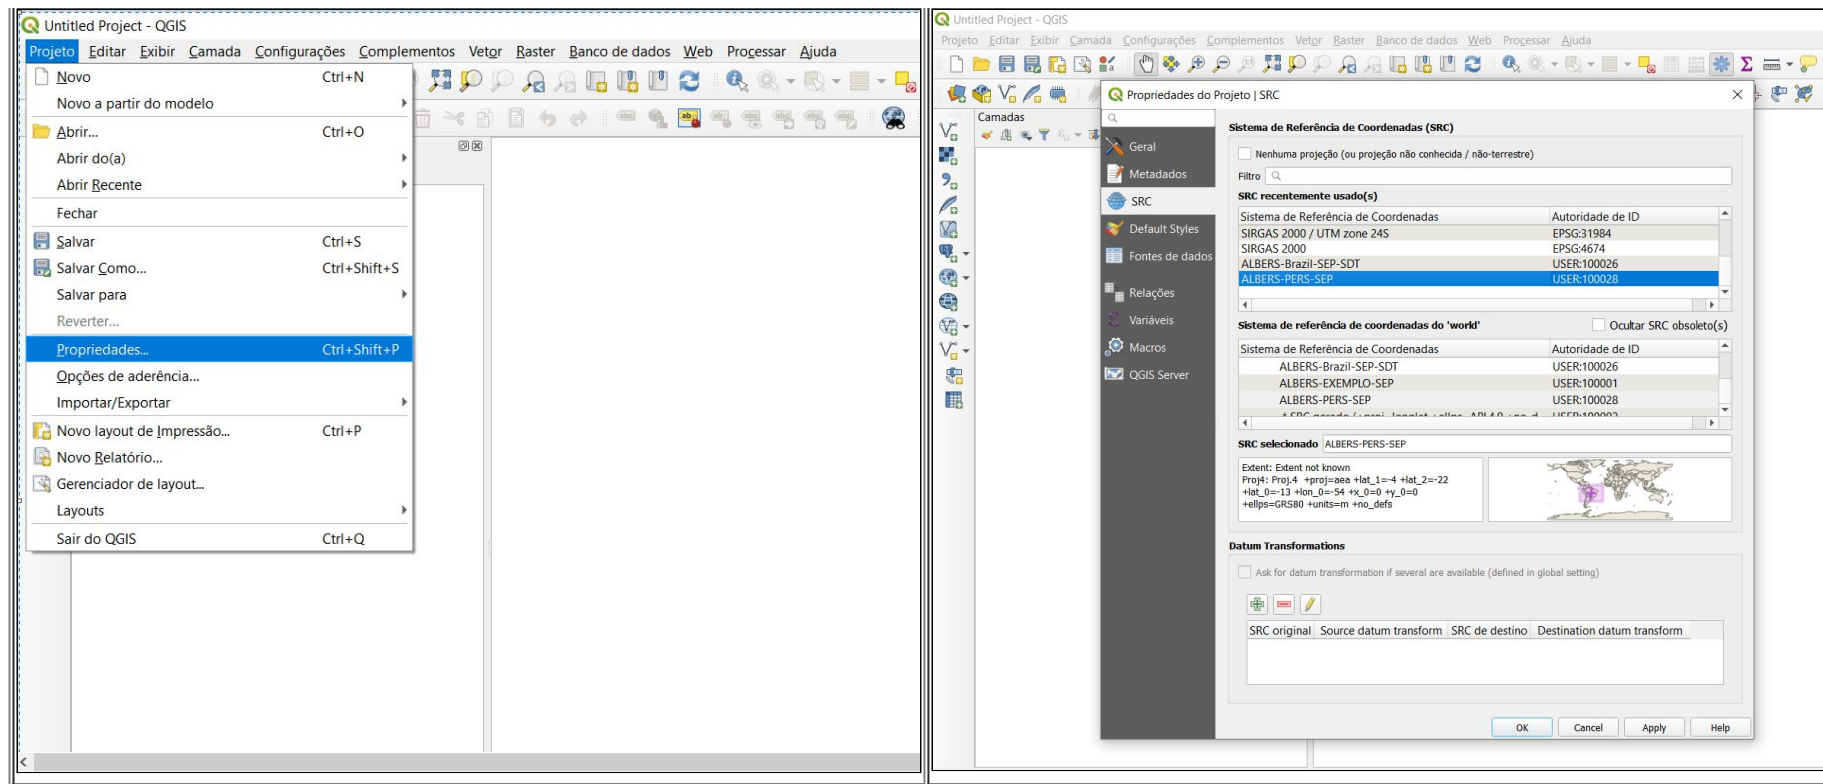 Untitled Project - QGIS
Projeto Editar Exibir Camada Configurações Complementos Vetor Raster Banco de dados Web Processar Ajuda
Novo Ctrl+N
Novo a partir do modelo
Abrir... Ctrl+O
Abrir do(a)
Abrir Recente
Fechar
Salvar Ctrl+S
Salvar Como... Ctrl+Shift+S
Salvar para
Reverter...
Propriedades... Ctrl+Shift+P
Opções de aderência...
Importar/Exportar
Novo layout de Impressão... Ctrl+P
Novo Relatório...
Gerenciador de layout...
Layouts
Sair do QGIS Ctrl+Q
Untitled Project - QGIS
Projeto Editar Exibir Camada Configurações Complementos Vetor Raster Banco de dados Web Processar Ajuda
Camadas
Propriedades do Projeto | SRC
Geral
Metadados
SRC
Default Styles
Fontes de dados
Relações
Variáveis
Macros
QGIS Server
Sistema de Referência de Coordenadas (SRC)
Nenhuma projeção (ou projeção não conhecida / não-terrestre)
Filtro
SRC recentemente usado(s)
Sistema de Referência de Coordenadas Autoridade de ID
SIRGAS 2000 / UTM zone 24S EPSG:31984
SIRGAS 2000 EPSG:4674
ALBERS-Brazil-SEP-SDT USER:100026
ALBERS-PERS-SEP USER:100028
Sistema de referência de coordenadas do 'world' Ocultar SRC obsoleto(s)
Sistema de Referência de Coordenadas Autoridade de ID
ALBERS-Brazil-SEP-SDT USER:100026
ALBERS-EXEMPLO-SEP USER:100001
ALBERS-PERS-SEP USER:100028
SRC selecionado ALBERS-PERS-SEP
Extent: Extent not known
Proj4: Proj.4 +proj=aea +lat_1=-4 +lat_2=-22
+lat_0=-13 +lon_0=-54 +x_0=0 +y_0=0
+ellps=GRS80 +units=m +no_defs
Datum Transformations
Ask for datum transformation if several are available (defined in global setting)
SRC original Source datum transform SRC de destino Destination datum transform
OK Cancel Apply Help